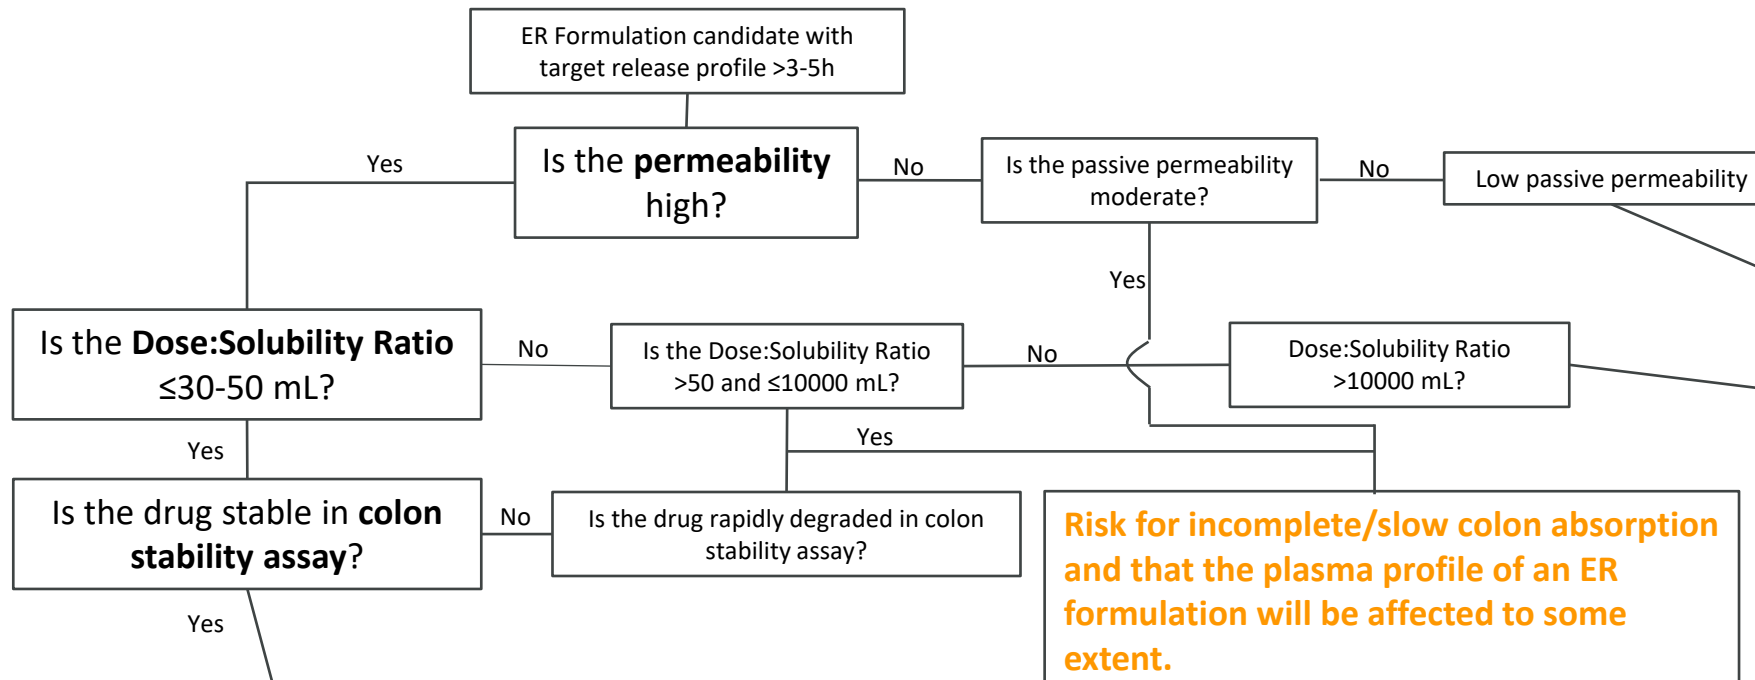 ER Formulation candidate with
target release profile >3-5h
Yes
Is the permeability
high?
No
Is the passive permeability
moderate?
No
Low passive permeability
Yes
Is the Dose:Solubility Ratio
≤30-50 mL?
No
Is the Dose:Solubility Ratio
>50 and ≤10000 mL?
No
Dose:Solubility Ratio
>10000 mL?
Yes
Yes
Is the drug stable in colon
stability assay?
No
Is the drug rapidly degraded in colon
stability assay?
Risk for incomplete/slow colon absorption
and that the plasma profile of an ER
formulation will be affected to some
extent.
Yes